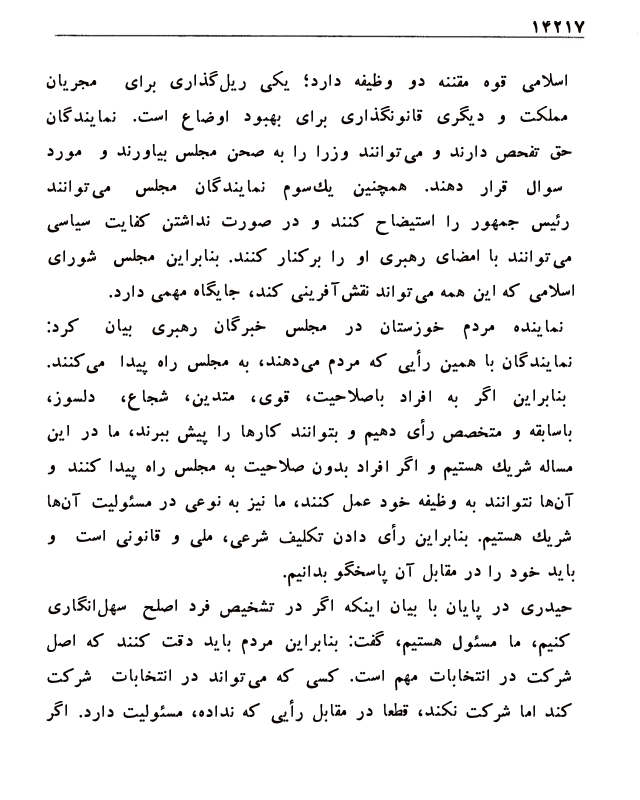 ۱۴۲۱۷
اسلامی قوه مقننه دو وظیفه دارد؛ یکی ریل‌گذاری برای مجریان
مملکت و دیگری قانونگذاری برای بهبود اوضاع است. نمایندگان
حق تفحص دارند و می‌توانند وزرا را به صحن مجلس بیاورند و مورد
سوال قرار دهند. همچنین یك‌سوم نمایندگان مجلس می‌توانند
رئیس جمهور را استیضاح کنند و در صورت نداشتن کفایت سیاسی
می‌توانند با امضای رهبری او را برکنار کنند. بنابراین مجلس شورای
اسلامی که این همه می‌تواند نقش‌آفرینی کند، جایگاه مهمی دارد.
نماینده مردم خوزستان در مجلس خبرگان رهبری بیان کرد:
نمایندگان با همین رأیی که مردم می‌دهند، به مجلس راه پیدا می‌کنند.
بنابراین اگر به افراد باصلاحیت، قوی، متدین، شجاع، دلسوز،
باسابقه و متخصص رأی دهیم و بتوانند کارها را پیش ببرند، ما در این
مساله شریك هستیم و اگر افراد بدون صلاحیت به مجلس راه پیدا کنند و
آن‌ها نتوانند به وظیفه خود عمل کنند، ما نیز به نوعی در مسئولیت آن‌ها
شریك هستیم. بنابراین رأی دادن تکلیف شرعی، ملی و قانونی است و
باید خود را در مقابل آن پاسخگو بدانیم.
حیدری در پایان با بیان اینکه اگر در تشخیص فرد اصلح سهل‌انگاری
کنیم، ما مسئول هستیم، گفت: بنابراین مردم باید دقت کنند که اصل
شرکت در انتخابات مهم است. کسی که می‌تواند در انتخابات شرکت
کند اما شرکت نکند، قطعا در مقابل رأیی که نداده، مسئولیت دارد. اگر